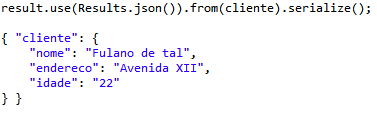 result.use(Results.json()).from(cliente).serialize();
{ "cliente": {
"nome": "Fulano de tal",
"endereco": "Avenida XII",
"idade": "22"
} }